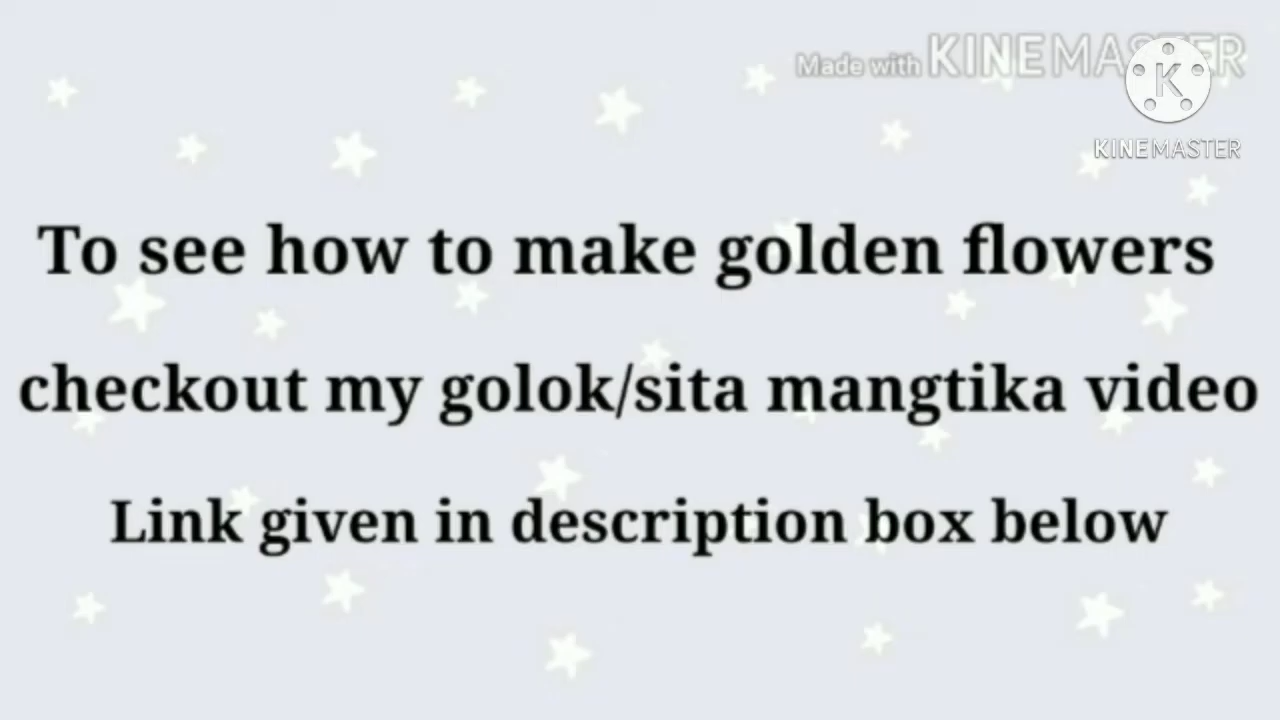 Made with KINEMASTER
K
KINEMASTER
To see how to make golden flowers
checkout my golok/sita mangtika video
Link given in description box below